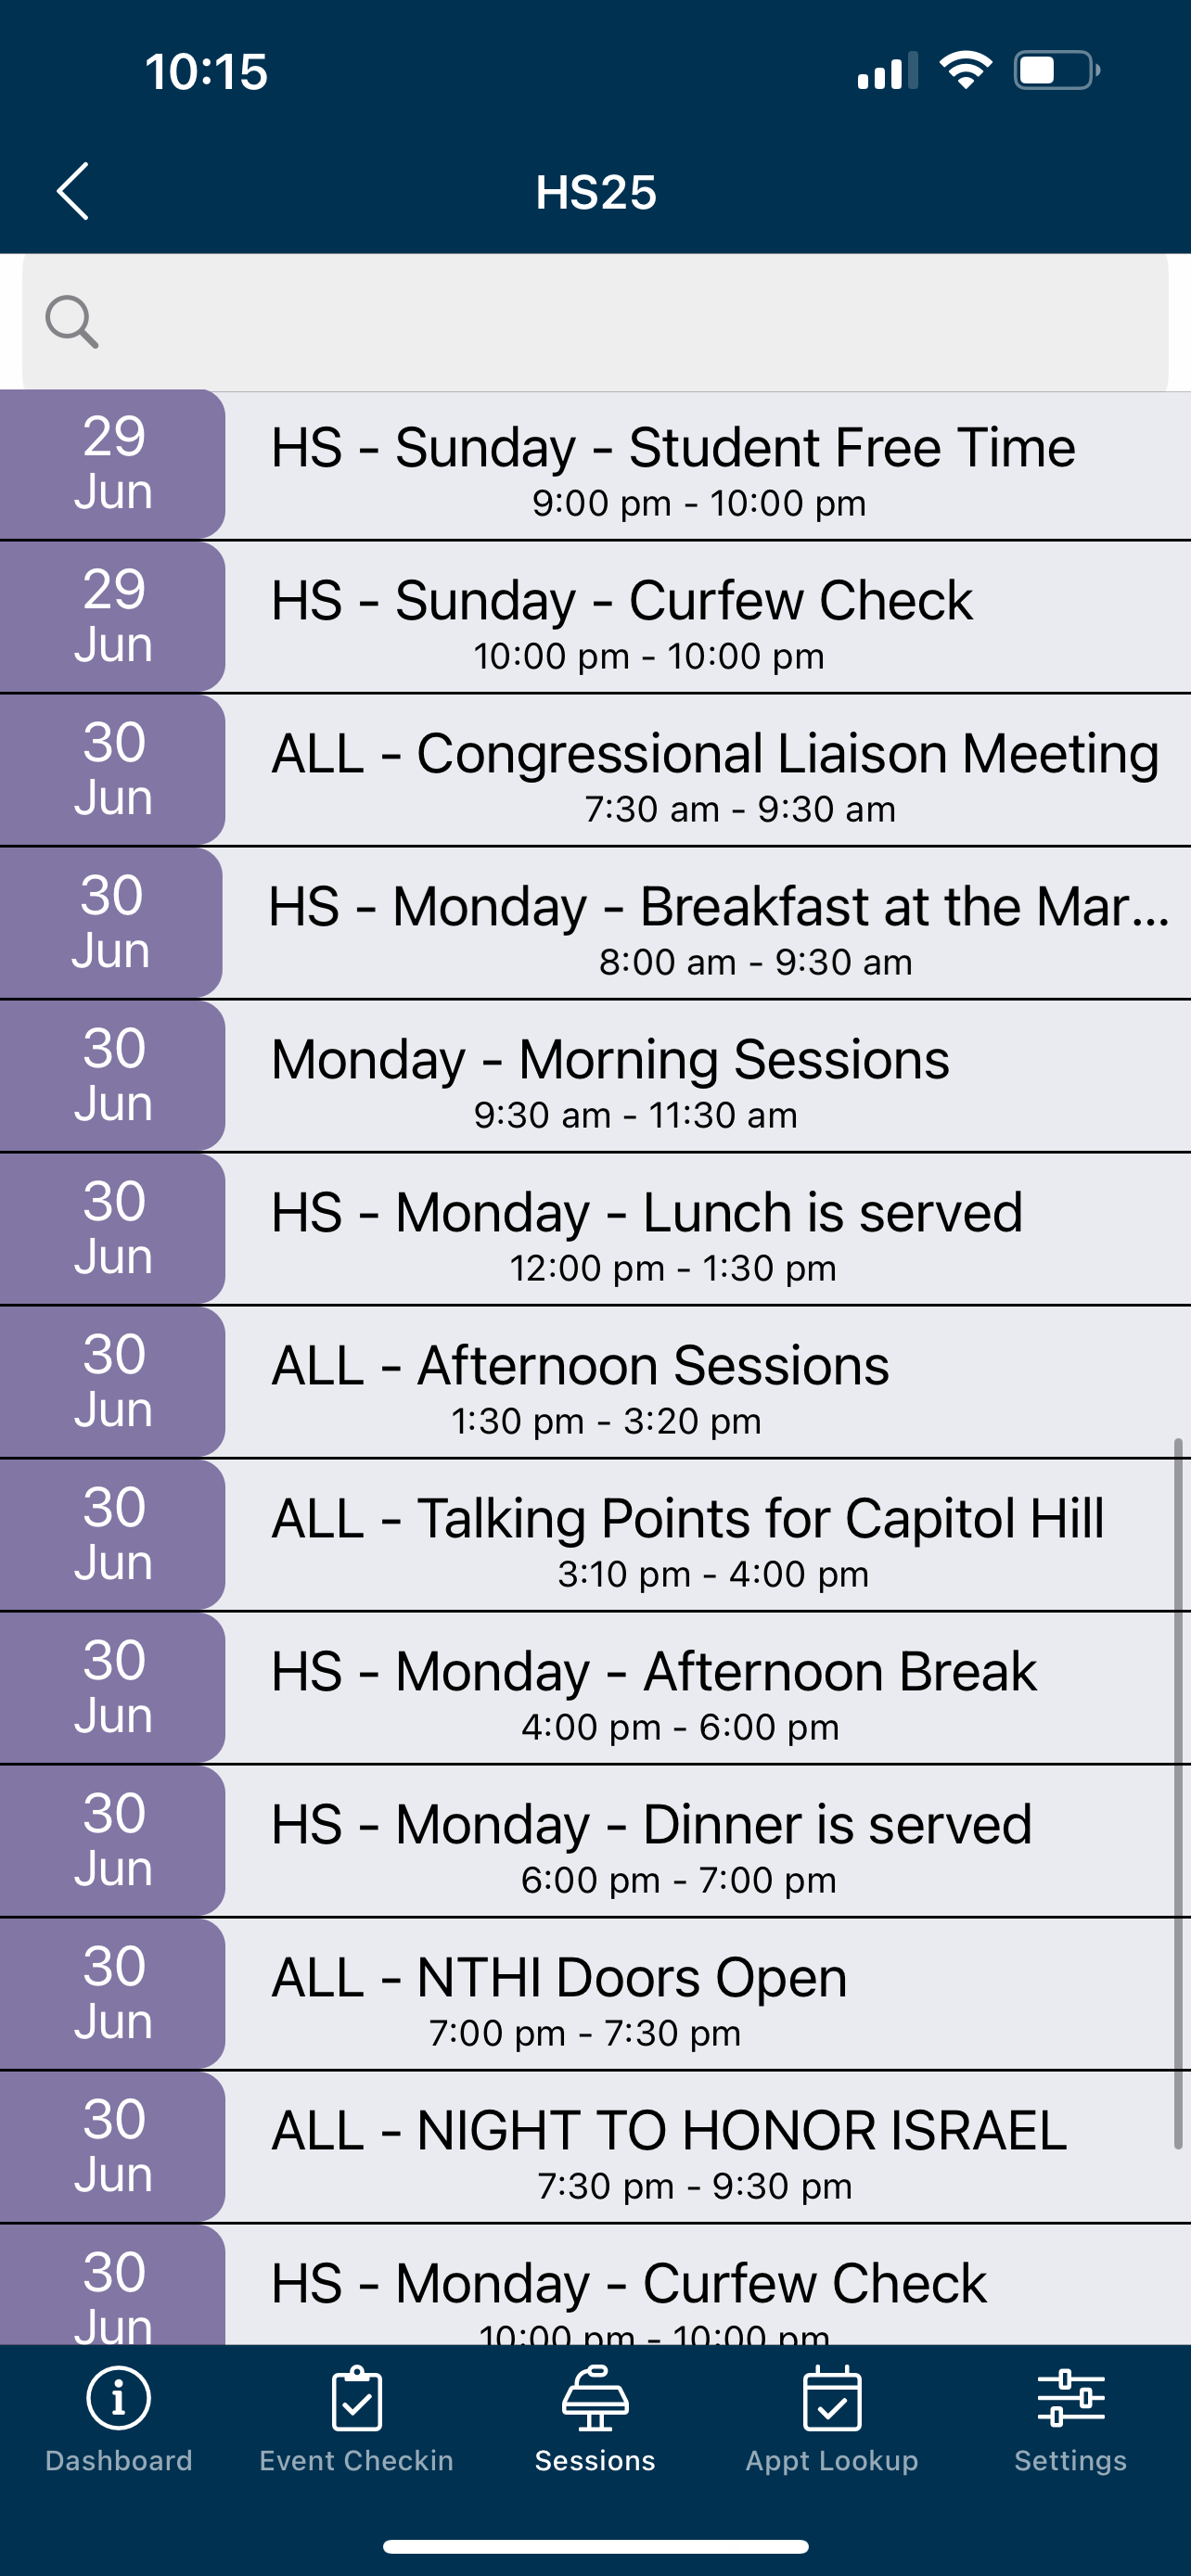 10:15
HS25
29
Jun
HS - Sunday - Student Free Time
9:00 pm - 10:00 pm
29
Jun
HS - Sunday - Curfew Check
10:00 pm - 10:00 pm
30
Jun
ALL - Congressional Liaison Meeting
7:30 am - 9:30 am
30
Jun
HS - Monday - Breakfast at the Mar...
8:00 am - 9:30 am
30
Jun
Monday - Morning Sessions
9:30 am - 11:30 am
30
Jun
HS - Monday - Lunch is served
12:00 pm - 1:30 pm
30
Jun
ALL - Afternoon Sessions
1:30 pm - 3:20 pm
30
Jun
ALL - Talking Points for Capitol Hill
3:10 pm - 4:00 pm
30
Jun
HS - Monday - Afternoon Break
4:00 pm - 6:00 pm
30
Jun
HS - Monday - Dinner is served
6:00 pm - 7:00 pm
30
Jun
ALL - NTHI Doors Open
7:00 pm - 7:30 pm
30
Jun
ALL - NIGHT TO HONOR ISRAEL
7:30 pm - 9:30 pm
30
Jun
HS - Monday - Curfew Check
10:00 pm - 10:00 pm
Dashboard
Event Checkin
Sessions
Appt Lookup
Settings